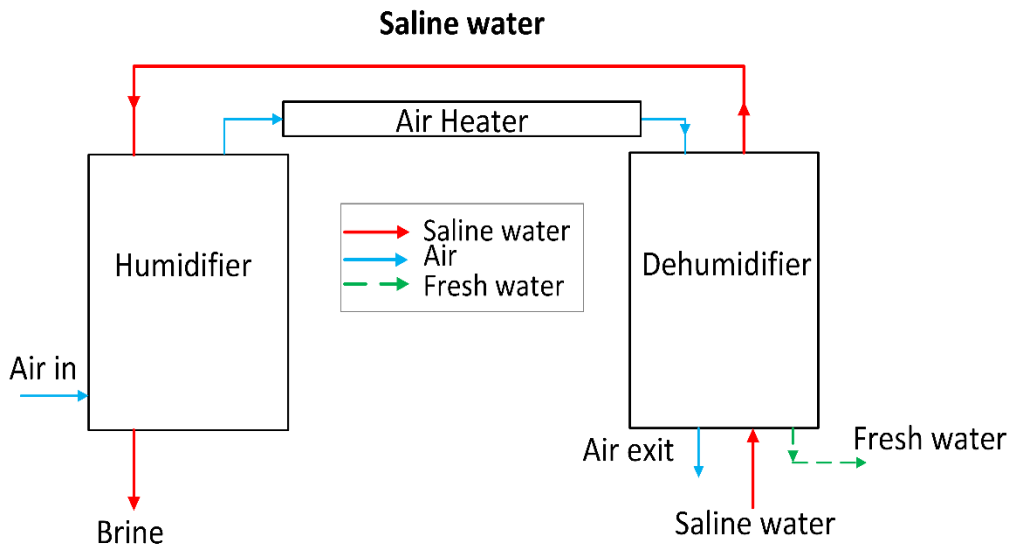 Saline water
Air Heater
Humidifier
Saline water
Air
Fresh water
Dehumidifier
Air in
Air exit
Fresh water
Saline water
Brine